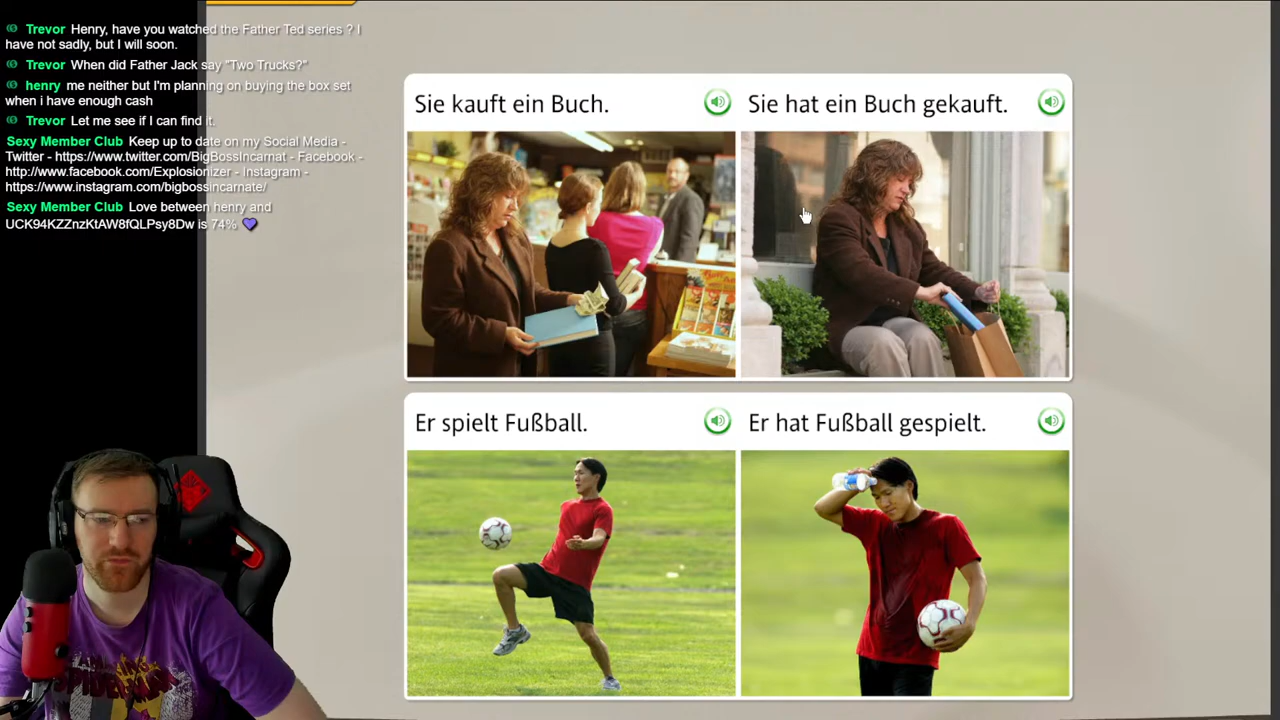 Trevor Henry, have you watched the Father Ted series ? I
have not sadly, but I will soon.
Trevor When did Father Jack say "Two Trucks?"
henry me neither but I'm planning on buying the box set
when i have enough cash
Trevor Let me see if I can find it.
Sexy Member Club Keep up to date on my Social Media -
Twitter - https://www.twitter.com/BigBossIncarnat - Facebook -
http://www.facebook.com/Explosionizer - Instagram -
https://www.instagram.com/bigbossincarnate/
Sexy Member Club Love between henry and
UCK94KZZnzKtAW8fQLPsy8Dw is 74% 💜
Sie kauft ein Buch.
Sie hat ein Buch gekauft.
Er spielt Fußball.
Er hat Fußball gespielt.